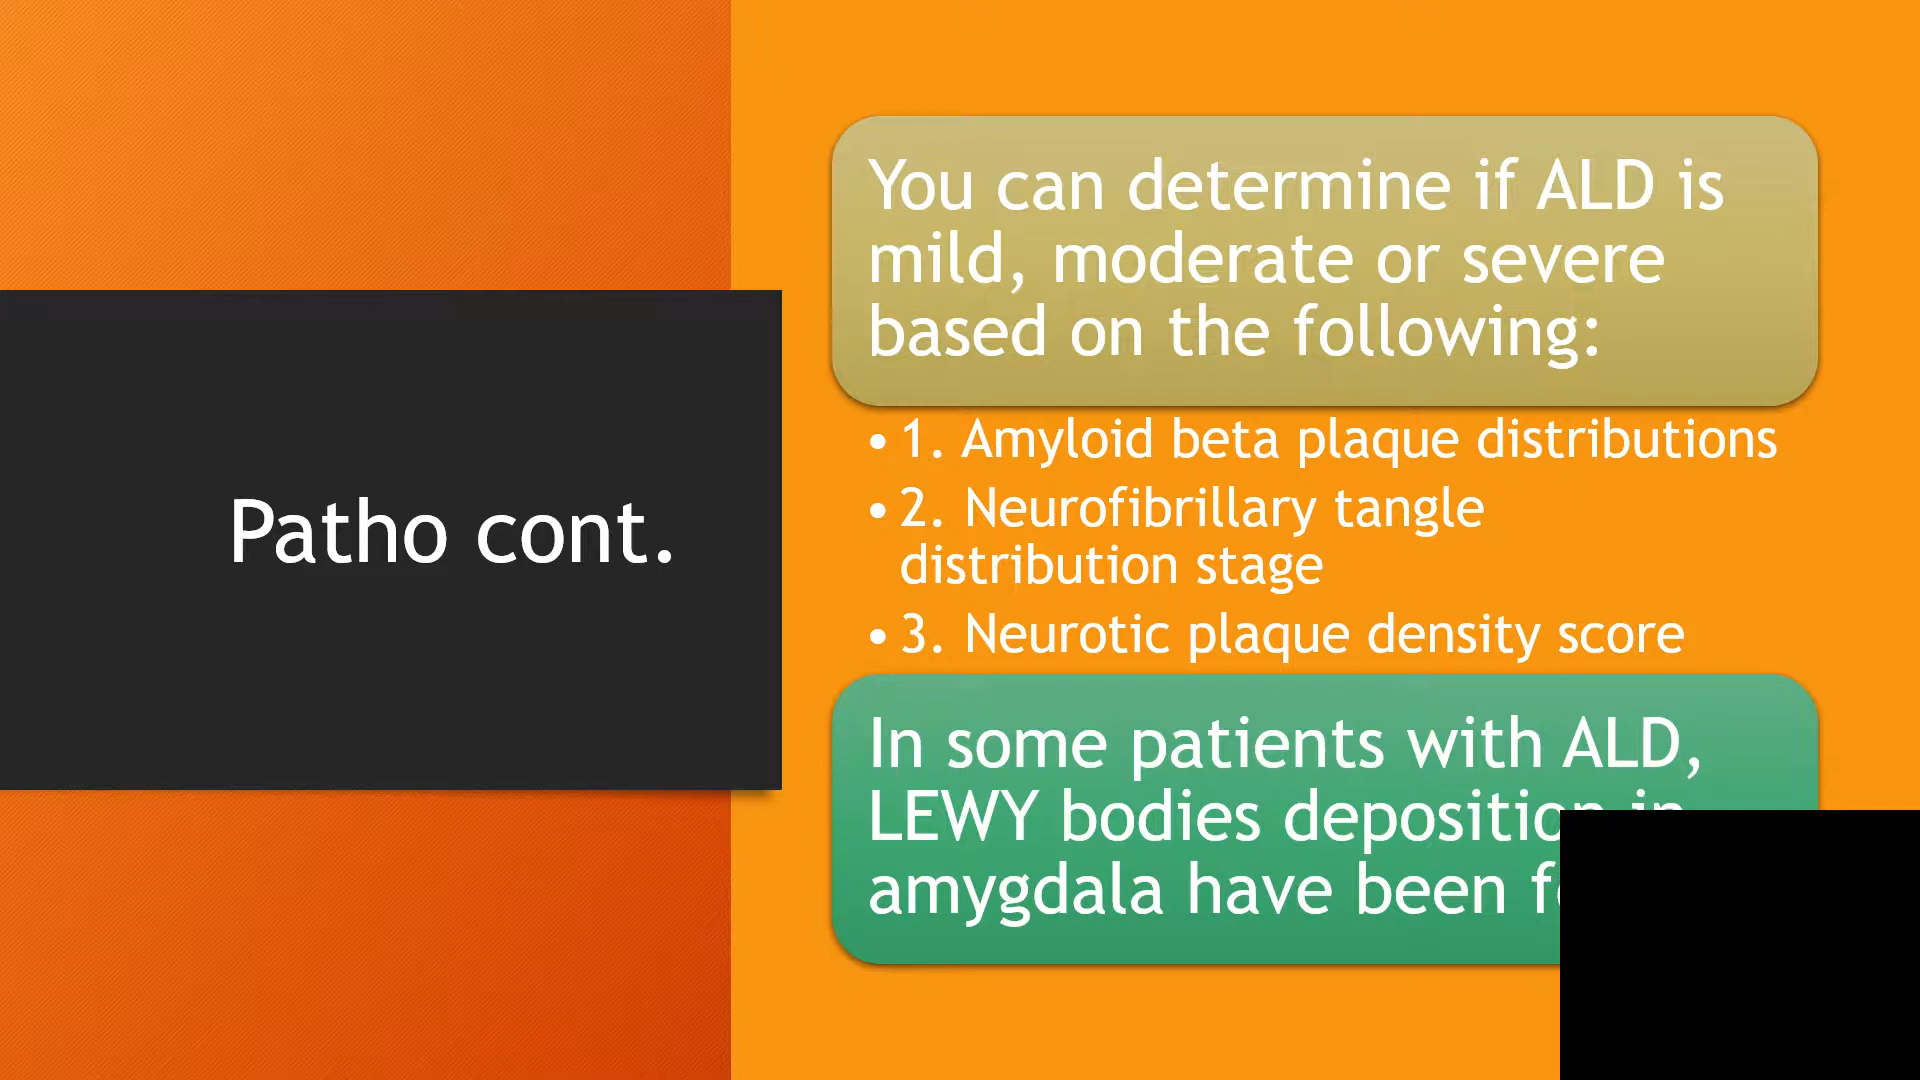 Patho cont.
You can determine if ALD is
mild, moderate or severe
based on the following:
• 1. Amyloid beta plaque distributions
• 2. Neurofibrillary tangle
distribution stage
• 3. Neurotic plaque density score
In some patients with ALD,
LEWY bodies deposition in
amygdala have been